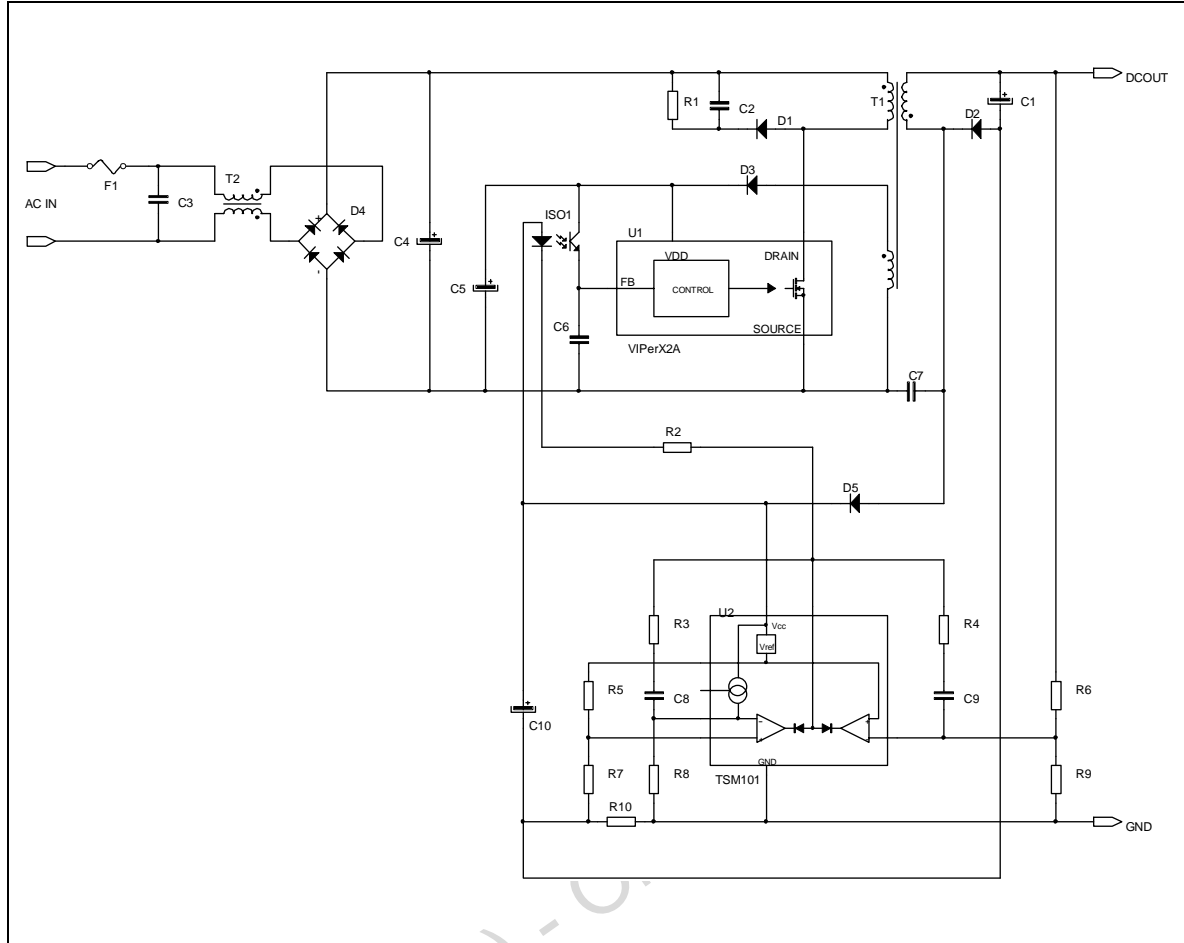 DCOUT
R1
C2
D1
T1
D2
C1
AC IN
F1
C3
T2
D4
+
-
C4
C5
ISO1
D3
U1
VDD
DRAIN
FB
CONTROL
SOURCE
C6
VIPerX2A
C7
R2
D5
U2
R3
Vcc
R4
Vref
R5
C8
C9
R6
C10
R7
R8
GND
TSM101
R9
R10
GND